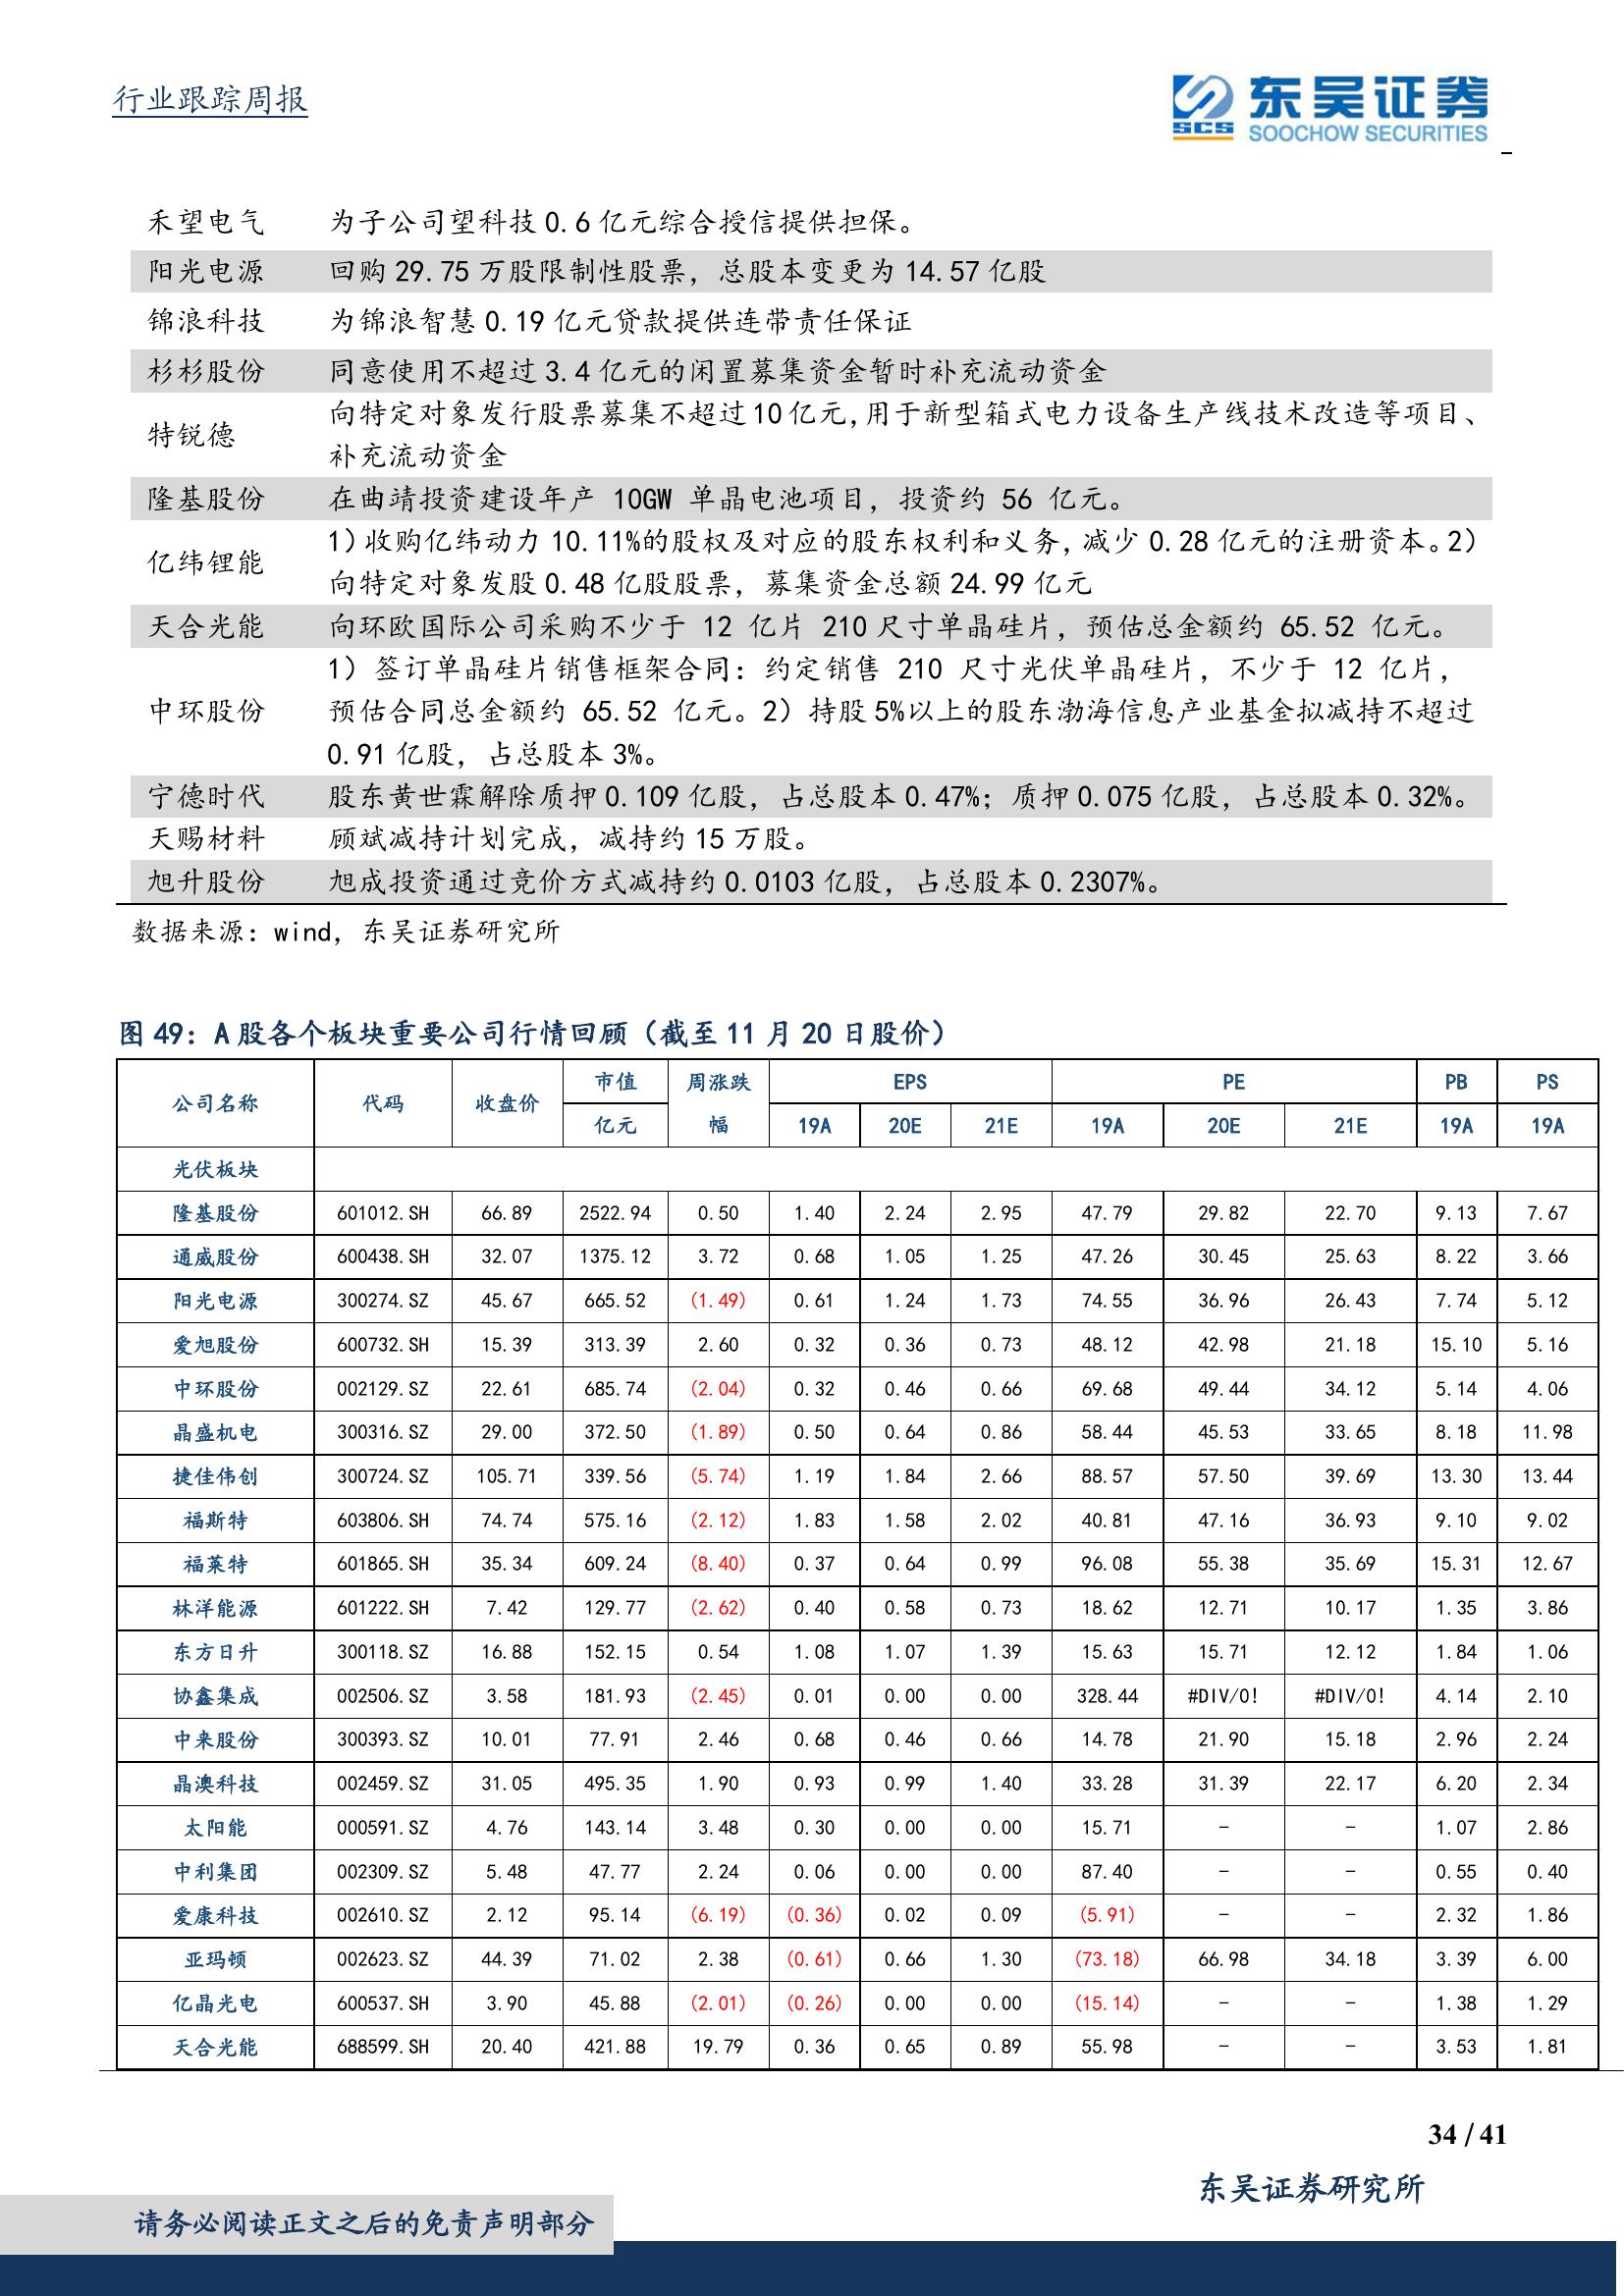 行业跟踪周报
东吴证券
SCS
SOOCHOW SECURITIES
禾望电气 为子公司望科技 0.6 亿元综合授信提供担保。
阳光电源 回购 29.75 万股限制性股票，总股本变更为 14.57 亿股
锦浪科技 为锦浪智慧 0.19 亿元贷款提供连带责任保证
杉杉股份 同意使用不超过 3.4 亿元的闲置募集资金暂时补充流动资金
特锐德 向特定对象发行股票募集不超过 10 亿元,用于新型箱式电力设备生产线技术改造等项目、
补充流动资金
隆基股份 在曲靖投资建设年产 10GW 单晶电池项目，投资约 56 亿元。
亿纬锂能 1）收购亿纬动力 10.11%的股权及对应的股东权利和义务,减少 0.28 亿元的注册资本。2）
向特定对象发股 0.48 亿股股票，募集资金总额 24.99 亿元
天合光能 向环欧国际公司采购不少于 12 亿片 210 尺寸单晶硅片，预估总金额约 65.52 亿元。
中环股份 1）签订单晶硅片销售框架合同：约定销售 210 尺寸光伏单晶硅片，不少于 12 亿片，
预估合同总金额约 65.52 亿元。2）持股 5%以上的股东渤海信息产业基金拟减持不超过
0.91 亿股，占总股本 3%。
宁德时代 股东黄世霖解除质押 0.109 亿股，占总股本 0.47%；质押 0.075 亿股，占总股本 0.32%。
天赐材料 顾斌减持计划完成，减持约 15 万股。
旭升股份 旭成投资通过竞价方式减持约 0.0103 亿股，占总股本 0.2307%。
数据来源：wind，东吴证券研究所
图 49：A 股各个板块重要公司行情回顾（截至 11 月 20 日股价）
公司名称 代码 收盘价 市值 周涨跌 EPS PE PB PS
亿元 幅 19A 20E 21E 19A 20E 21E 19A 19A
光伏板块
隆基股份 601012.SH 66.89 2522.94 0.50 1.40 2.24 2.95 47.79 29.82 22.70 9.13 7.67
通威股份 600438.SH 32.07 1375.12 3.72 0.68 1.05 1.25 47.26 30.45 25.63 8.22 3.66
阳光电源 300274.SZ 45.67 665.52 (1.49) 0.61 1.24 1.73 74.55 36.96 26.43 7.74 5.12
爱旭股份 600732.SH 15.39 313.39 2.60 0.32 0.36 0.73 48.12 42.98 21.18 15.10 5.16
中环股份 002129.SZ 22.61 685.74 (2.04) 0.32 0.46 0.66 69.68 49.44 34.12 5.14 4.06
晶盛机电 300316.SZ 29.00 372.50 (1.89) 0.50 0.64 0.86 58.44 45.53 33.65 8.18 11.98
捷佳伟创 300724.SZ 105.71 339.56 (5.74) 1.19 1.84 2.66 88.57 57.50 39.69 13.30 13.44
福斯特 603806.SH 74.74 575.16 (2.12) 1.83 1.58 2.02 40.81 47.16 36.93 9.10 9.02
福莱特 601865.SH 35.34 609.24 (8.40) 0.37 0.64 0.99 96.08 55.38 35.69 15.31 12.67
林洋能源 601222.SH 7.42 129.77 (2.62) 0.40 0.58 0.73 18.62 12.71 10.17 1.35 3.86
东方日升 300118.SZ 16.88 152.15 0.54 1.08 1.07 1.39 15.63 15.71 12.12 1.84 1.06
协鑫集成 002506.SZ 3.58 181.93 (2.45) 0.01 0.00 0.00 328.44 #DIV/0! #DIV/0! 4.14 2.10
中来股份 300393.SZ 10.01 77.91 2.46 0.68 0.46 0.66 14.78 21.90 15.18 2.96 2.24
晶澳科技 002459.SZ 31.05 495.35 1.90 0.93 0.99 1.40 33.28 31.39 22.17 6.20 2.34
太阳能 000591.SZ 4.76 143.14 3.48 0.30 0.00 0.00 15.71 - - 1.07 2.86
中利集团 002309.SZ 5.48 47.77 2.24 0.06 0.00 0.00 87.40 - - 0.55 0.40
爱康科技 002610.SZ 2.12 95.14 (6.19) (0.36) 0.02 0.09 (5.91) - - 2.32 1.86
亚玛顿 002623.SZ 44.39 71.02 2.38 (0.61) 0.66 1.30 (73.18) 66.98 34.18 3.39 6.00
亿晶光电 600537.SH 3.90 45.88 (2.01) (0.26) 0.00 0.00 (15.14) - - 1.38 1.29
天合光能 688599.SH 20.40 421.88 19.79 0.36 0.65 0.89 55.98 - - 3.53 1.81
34 / 41
东吴证券研究所
请务必阅读正文之后的免责声明部分